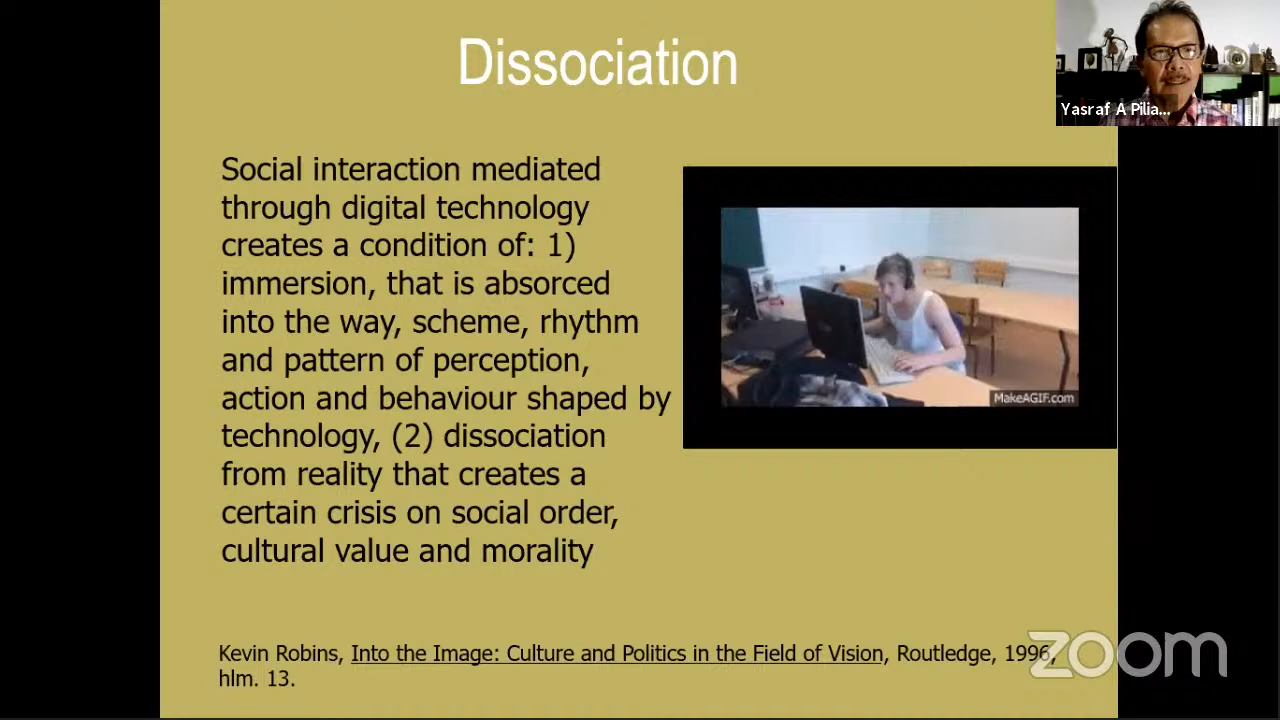 Dissociation
Yasraf A Pilia...
Social interaction mediated
through digital technology
creates a condition of: 1)
immersion, that is absorced
into the way, scheme, rhythm
and pattern of perception,
action and behaviour shaped by
technology, (2) dissociation
from reality that creates a
certain crisis on social order,
cultural value and morality
MakeAGIF.com
Kevin Robins, Into the Image: Culture and Politics in the Field of Vision, Routledge, 1996,
hlm. 13.
zoom